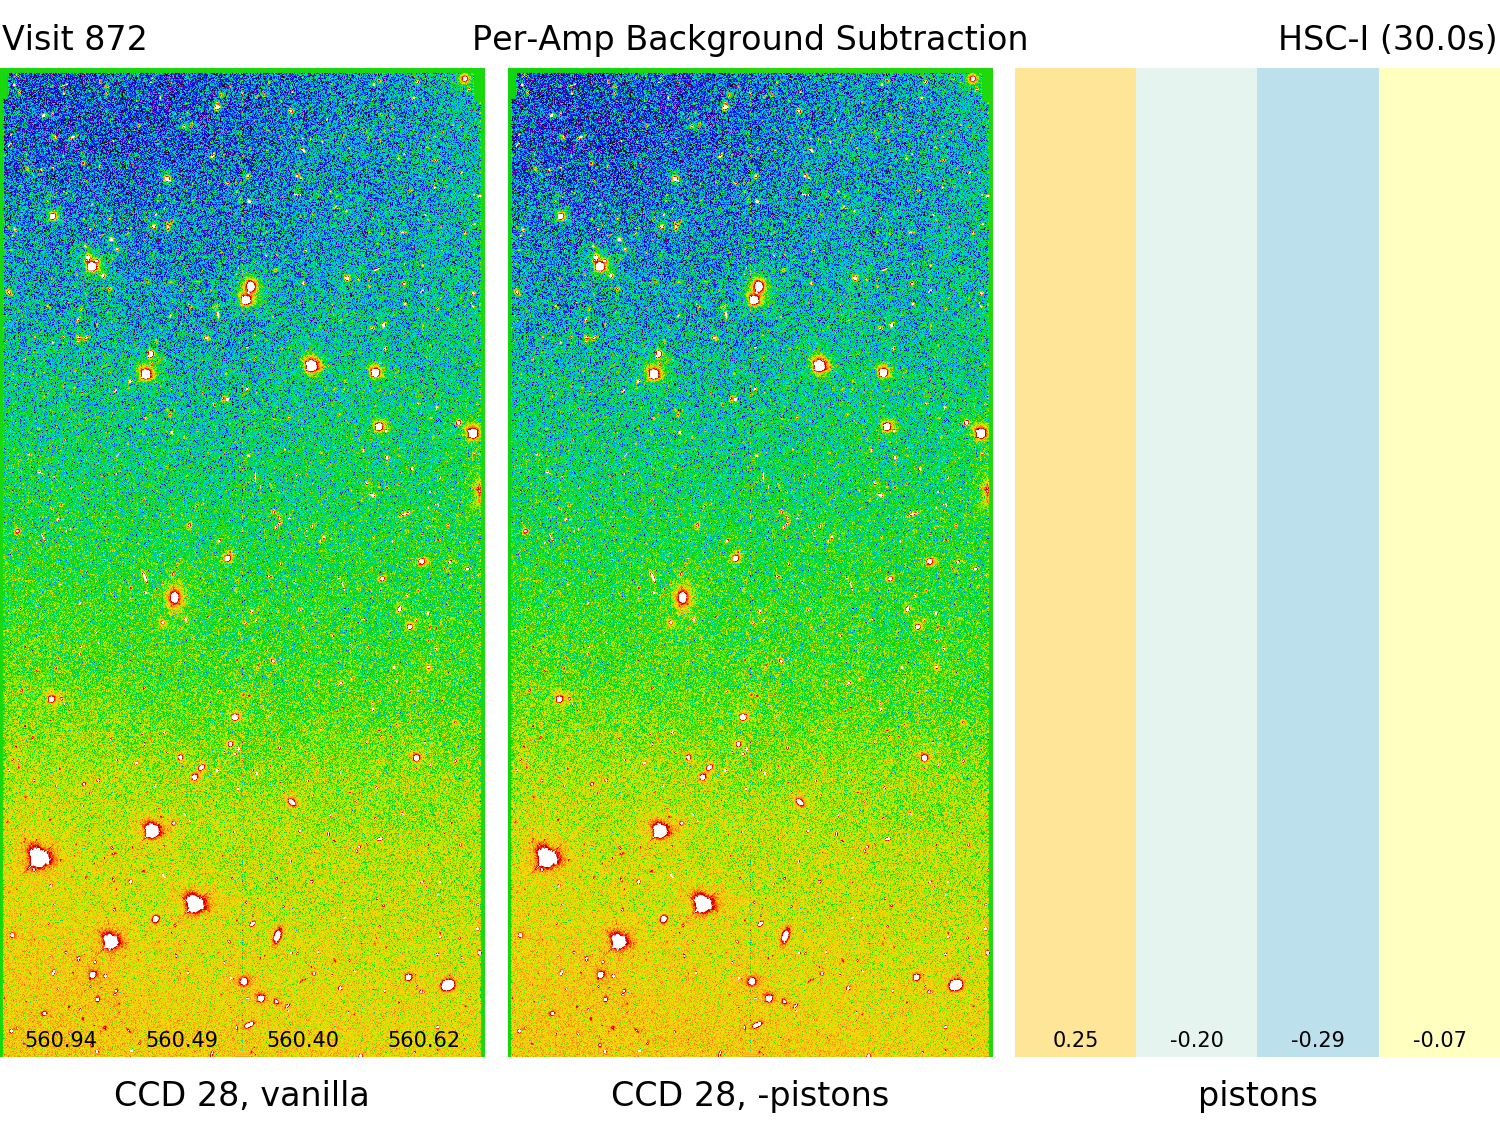 Visit 872 Per-Amp Background Subtraction HSC-I (30.0s)
560.94 560.49 560.40 560.62 0.25 -0.20 -0.29 -0.07
CCD 28, vanilla CCD 28, -pistons pistons